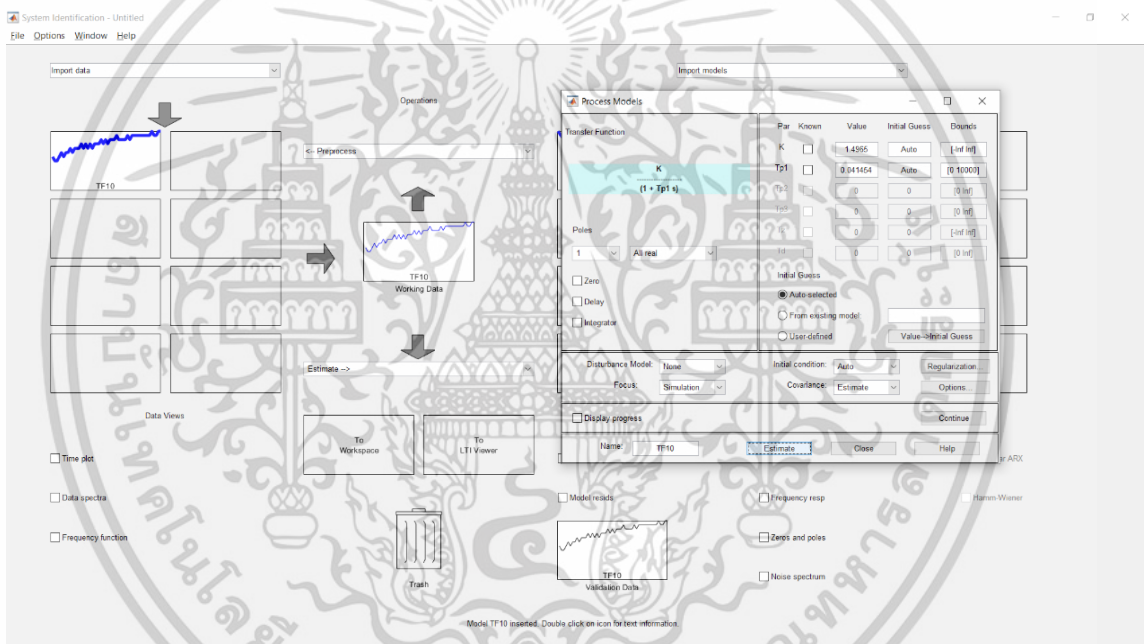 System Identification - Untitled
File Options Window Help
Import data
Import models
Operations
<-- Preprocess
TF10
TF10
Working Data
Estimate -->
Data Views
To
Workspace
To
LTI Viewer
Time plot
Data spectra
Frequency function
Trash
Model resids
Frequency resp
Zeros and poles
Noise spectrum
ar ARX
Hamm-Wiener
TF10
Validation Data
Model TF10 inserted. Double click on icon for text information.
Process Models
Transfer Function
K
(1 + Tp1 s)
Poles
1 All real
Zero
Delay
Integrator
Par Known Value Initial Guess Bounds
K 1.4965 Auto [-Inf Inf]
Tp1 0.041464 Auto [0 10000]
Tp2 0 0 [0 Inf]
Tp3 0 0 [0 Inf]
0 0 [-Inf Inf]
Td 0 0 [0 Inf]
Initial Guess
Auto-selected
From existing model
User-defined Value-->Initial Guess
Disturbance Model: None Initial condition: Auto Regularization...
Focus: Simulation Covariance: Estimate Options...
Display progress Continue
Name: TF10 Estimate Close Help